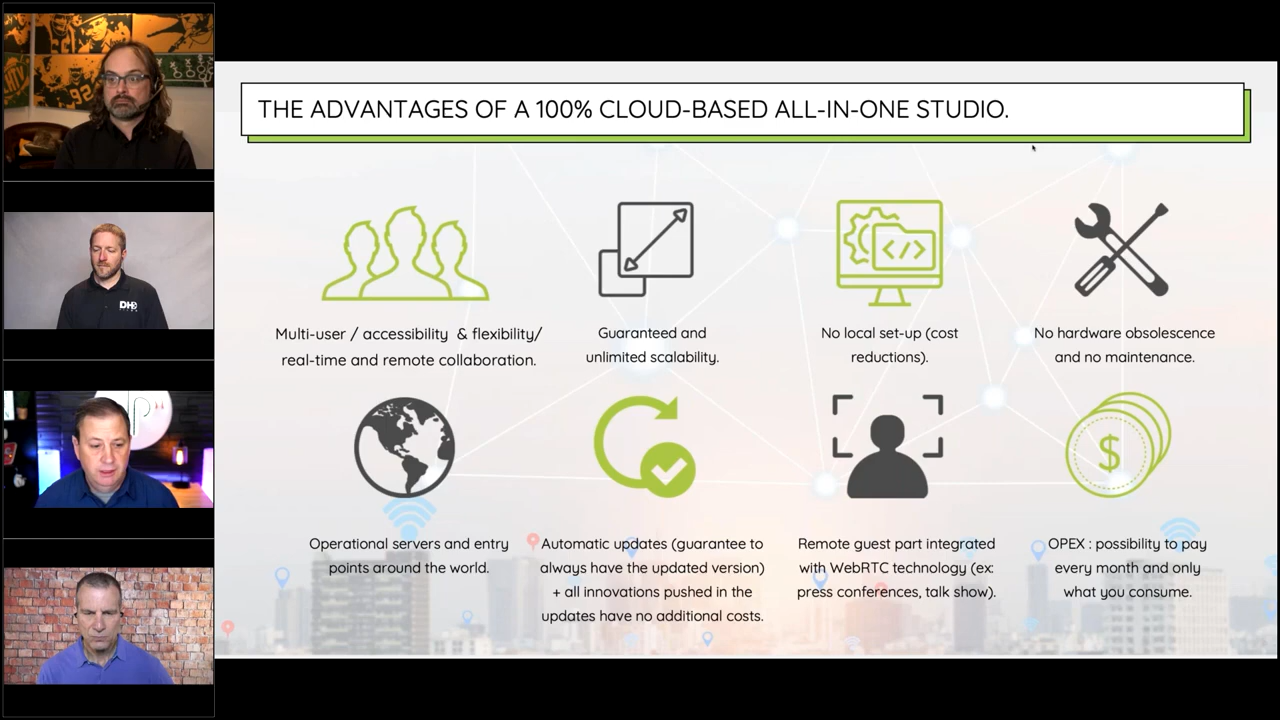 THE ADVANTAGES OF A 100% CLOUD-BASED ALL-IN-ONE STUDIO.
</>
Multi-user / accessibility & flexibility/
real-time and remote collaboration.
Guaranteed and
unlimited scalability.
No local set-up (cost
reductions).
No hardware obsolescence
and no maintenance.
$
Operational servers and entry
points around the world.
Automatic updates (guarantee to
always have the updated version)
+ all innovations pushed in the
updates have no additional costs.
Remote guest part integrated
with WebRTC technology (ex:
press conferences, talk show).
OPEX : possibility to pay
every month and only
what you consume.
92
P